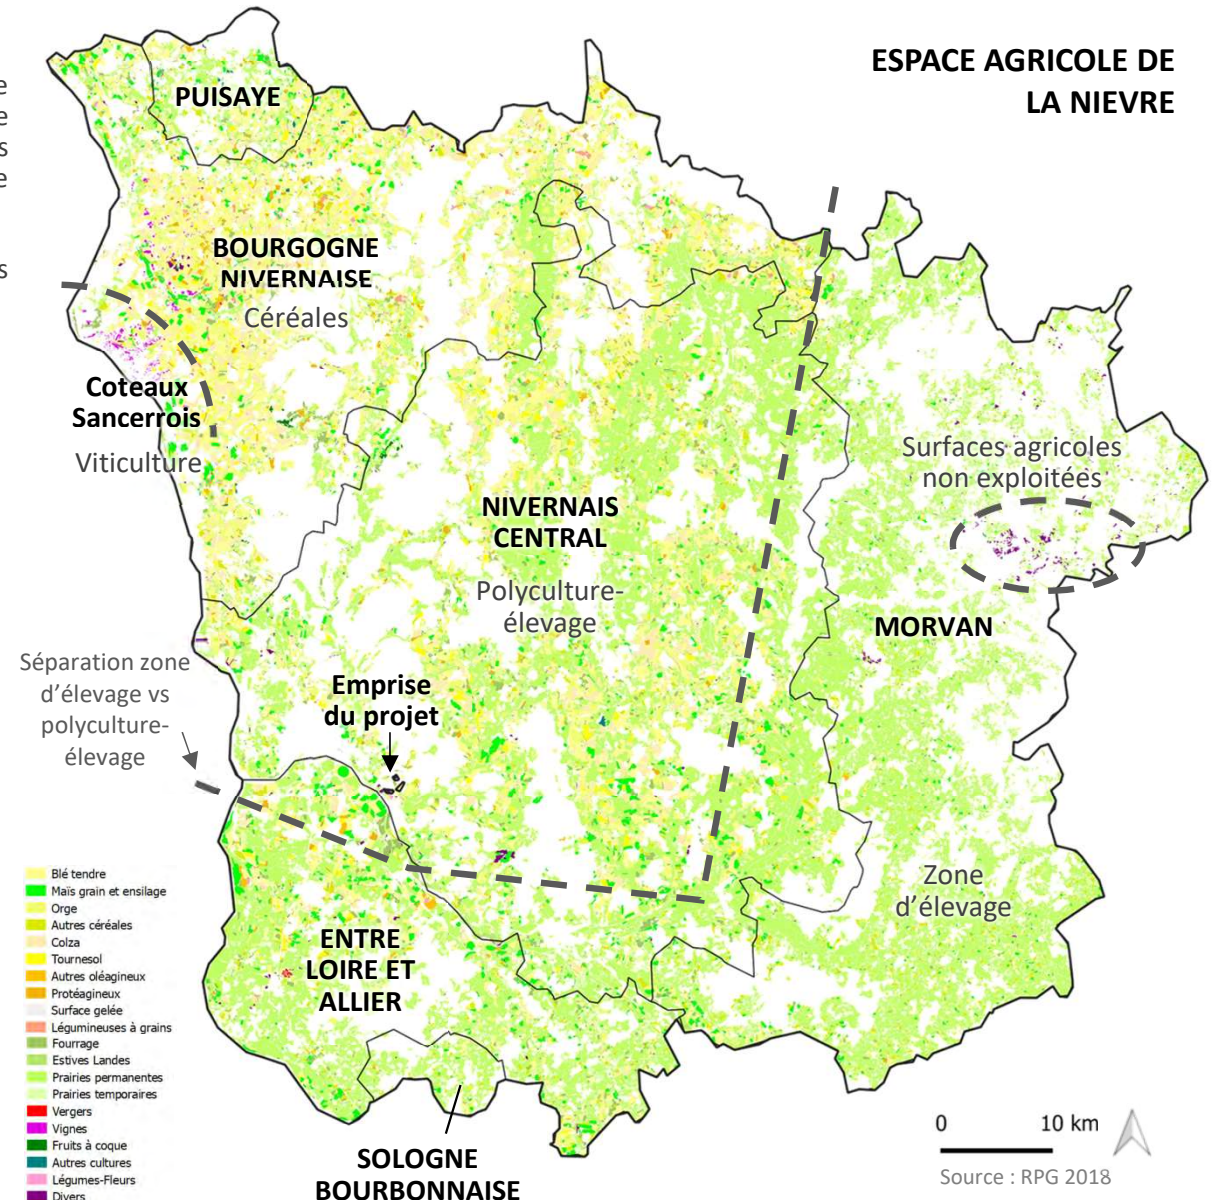 ESPACE AGRICOLE DE
LA NIEVRE
e
e
s
e
s
PUISAYE
BOURGOGNE
NIVERNAISE
Céréales
Coteaux
Sancerrois
Viticulture
NIVERNAIS
CENTRAL
Polyculture-
élevage
Surfaces agricoles
non exploitées
MORVAN
Séparation zone
d'élevage vs
polyculture-
élevage
Emprise
du projet
Zone
d'élevage
ENTRE
LOIRE ET
ALLIER
SOLOGNE
BOURBONNAISE
Blé tendre
Maïs grain et ensilage
Orge
Autres céréales
Colza
Tournesol
Autres oléagineux
Protéagineux
Surface gelée
Légumineuses à grains
Fourrage
Estives Landes
Prairies permanentes
Prairies temporaires
Vergers
Vignes
Fruits à coque
Autres cultures
Légumes-Fleurs
Divers
0 10 km
Source : RPG 2018